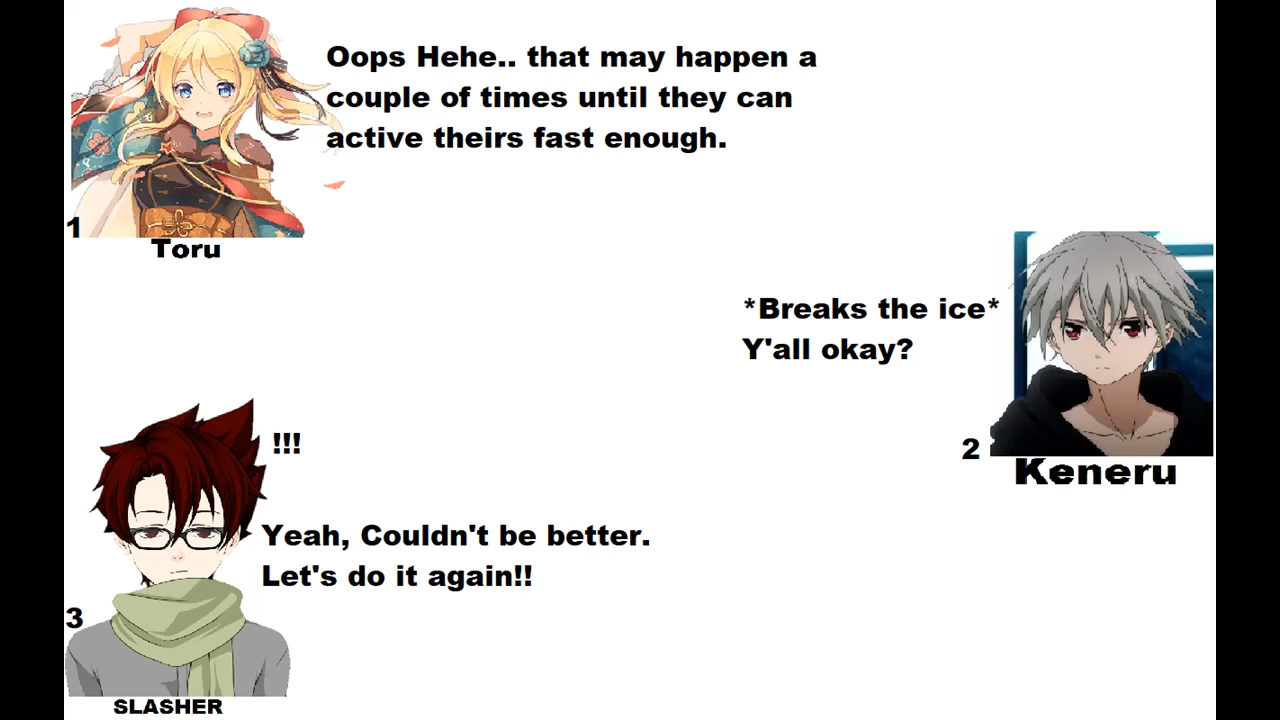 Oops Hehe.. that may happen a
couple of times until they can
active theirs fast enough.
1
Toru
*Breaks the ice*
Y'all okay?
2
Keneru
!!!
Yeah, Couldn't be better.
Let's do it again!!
3
SLASHER